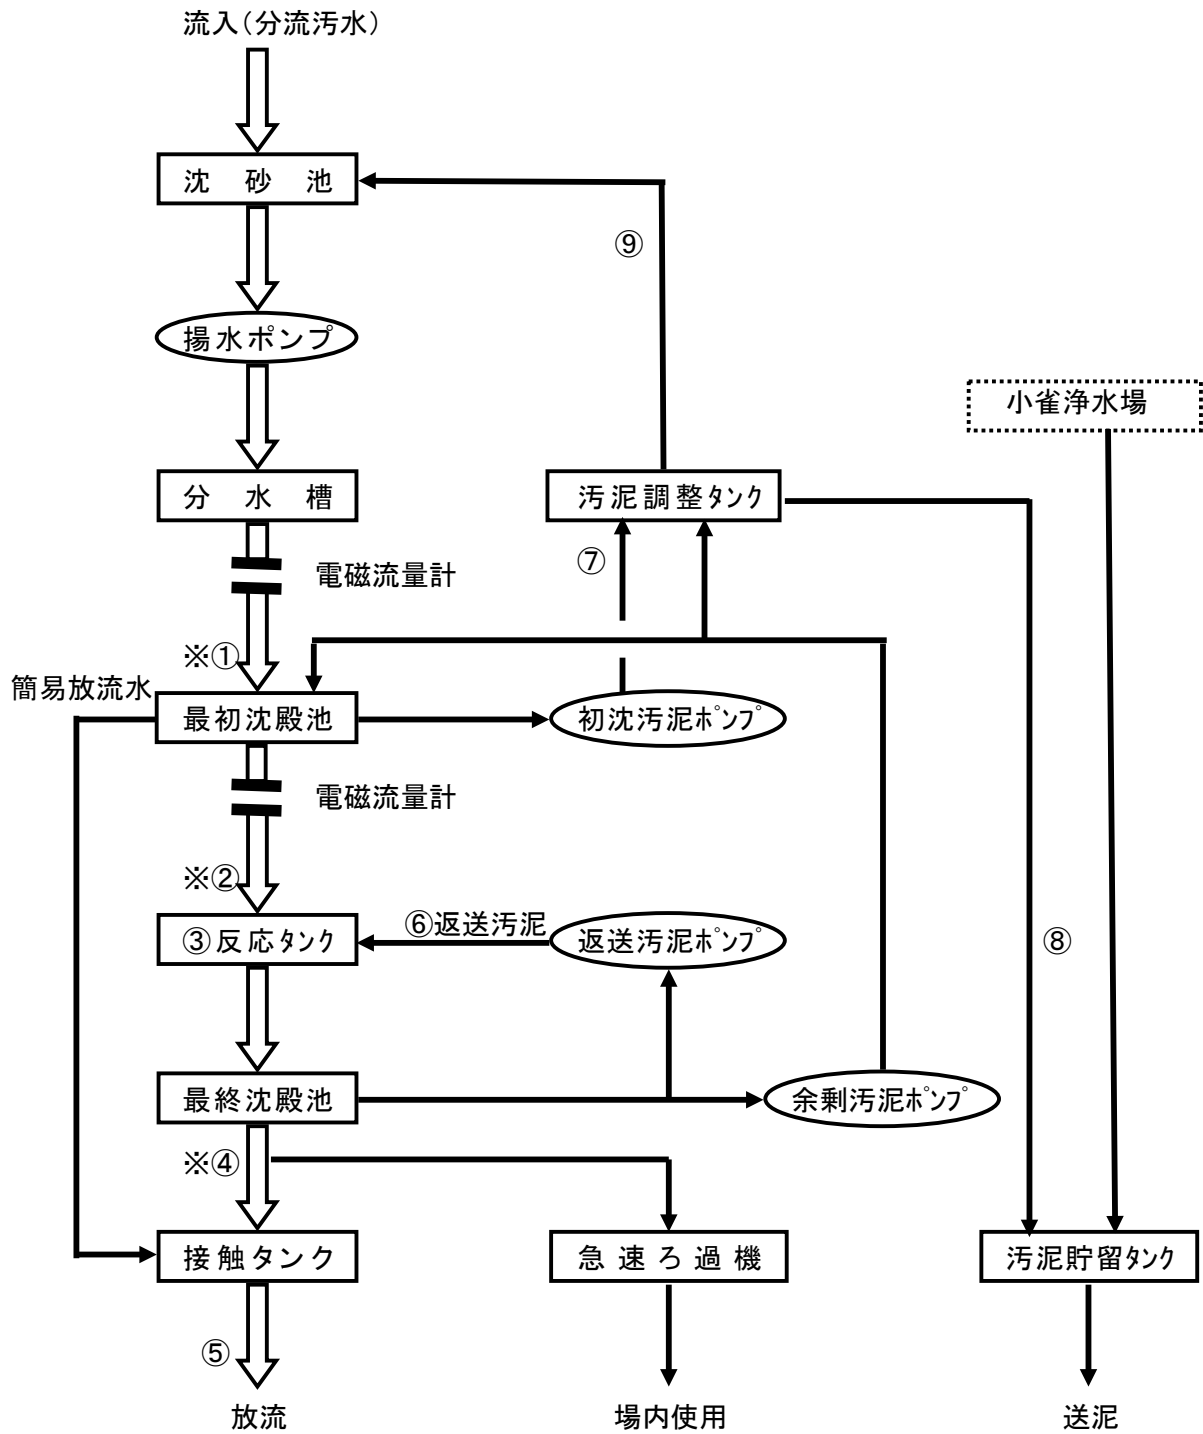 流入(分流汚水)
沈 砂 池
⑨
揚水ポンプ
小雀浄水場
分 水 槽
汚泥調整ﾀﾝｸ
電磁流量計
⑦
※①
簡易放流水
最初沈殿池
初沈汚泥ﾎﾟﾝﾌﾟ
電磁流量計
※②
③反応ﾀﾝｸ
⑥返送汚泥
返送汚泥ﾎﾟﾝﾌﾟ
⑧
最終沈殿池
余剰汚泥ﾎﾟﾝﾌﾟ
※④
接触タンク
急速ろ過機
汚泥貯留ﾀﾝｸ
⑤
放流
場内使用
送泥